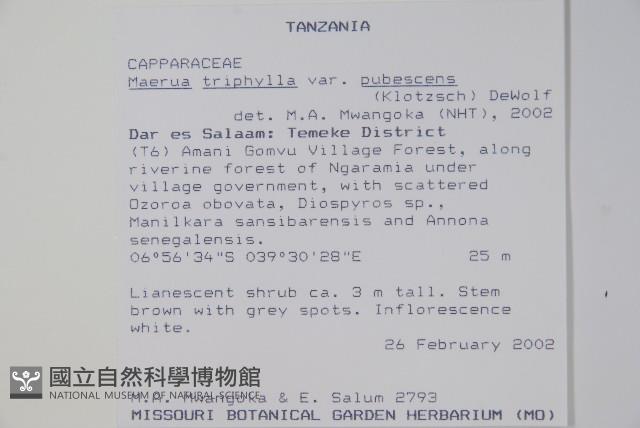 TANZANIA
CAPPARACEAE
Maerua triphylla var. pubescens
(Klotzsch) DeWolf
det. M.A. Mwangoka (NHT), 2002
Dar es Salaam: Temeke District
(T6) Amani Gomvu Village Forest, along
riverine forest of Ngaramia under
village government, with scattered
Ozoroa obovata, Diospyros sp.,
Manilkara sansibarensis and Annona
senegalensis.
06°56'34"S 039°30'28"E 25 m
Lianescent shrub ca. 3 m tall. Stem
brown with grey spots. Inflorescence
white.
26 February 2002
國立自然科學博物館
NATIONAL MUSEUM OF NATURAL SCIENCE
M.A. Mwangoka & E. Salum 2793
MISSOURI BOTANICAL GARDEN HERBARIUM (MO)